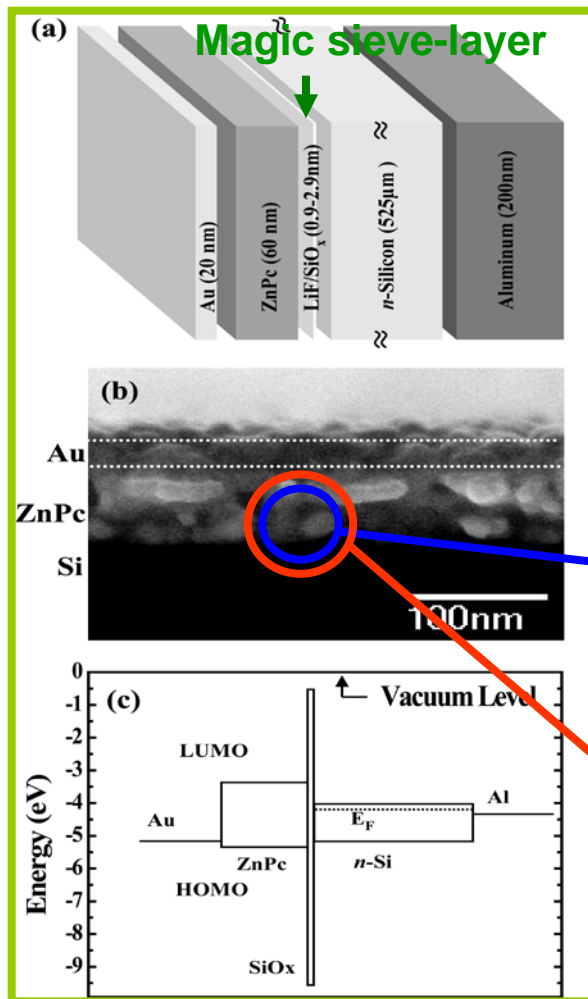 (a)
Magic sieve-layer
Au (20 nm)
ZnPc (60 nm)
LiF/SiOₓ (0.9-2.9nm)
n-Silicon (525μm )
Aluminum (200nm)
(b)
Au
ZnPc
Si
100nm
(c)
Vacuum Level
LUMO
Au
ZnPc
HOMO
SiOx
E_F
n-Si
Al
Energy (eV)
0
-1
-2
-3
-4
-5
-6
-7
-8
-9